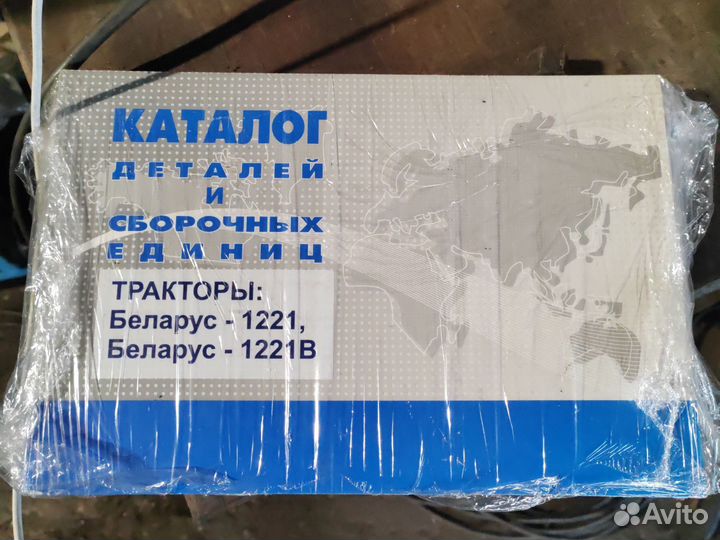 КАТАЛОГ
ДЕТАЛЕЙ
И
СБОРОЧНЫХ
ЕДИНИЦ
ТРАКТОРЫ:
Беларус - 1221,
Беларус - 1221В
Avito